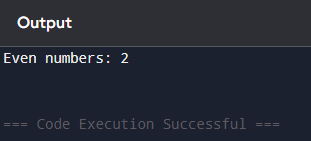 Output
Even numbers: 2
=== Code Execution Successful ===